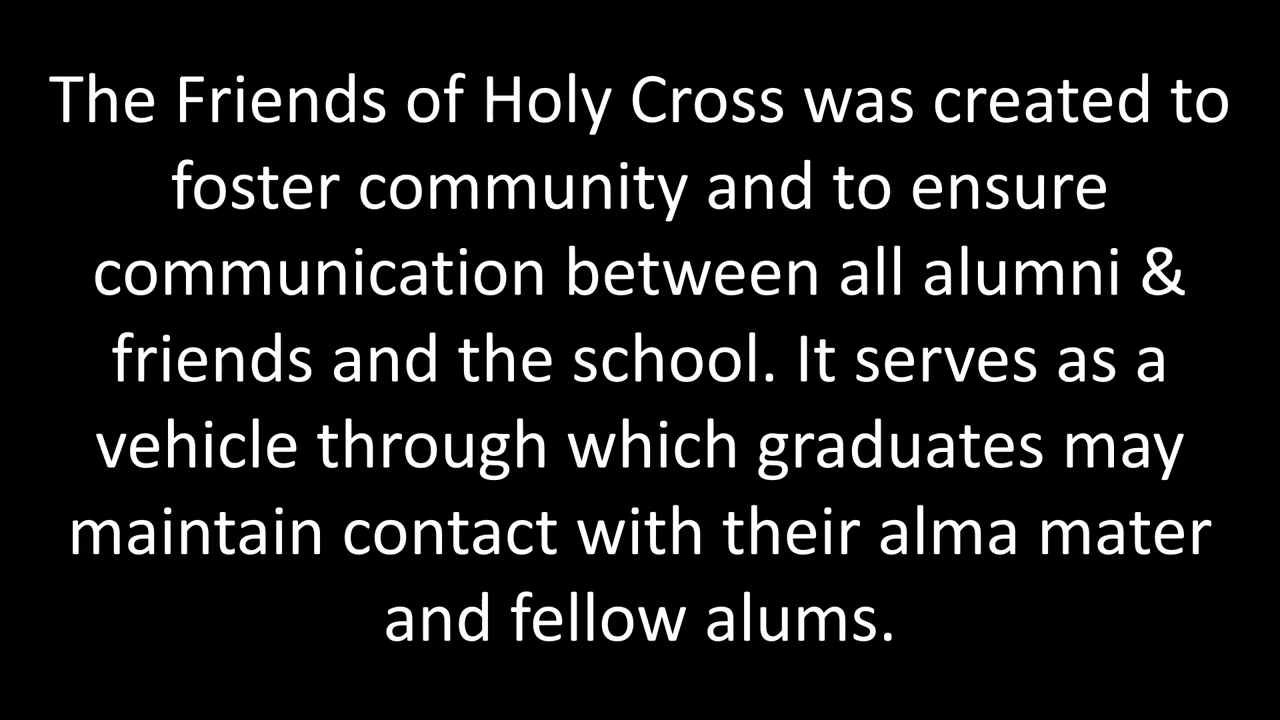 The Friends of Holy Cross was created to
foster community and to ensure
communication between all alumni &
friends and the school. It serves as a
vehicle through which graduates may
maintain contact with their alma mater
and fellow alums.